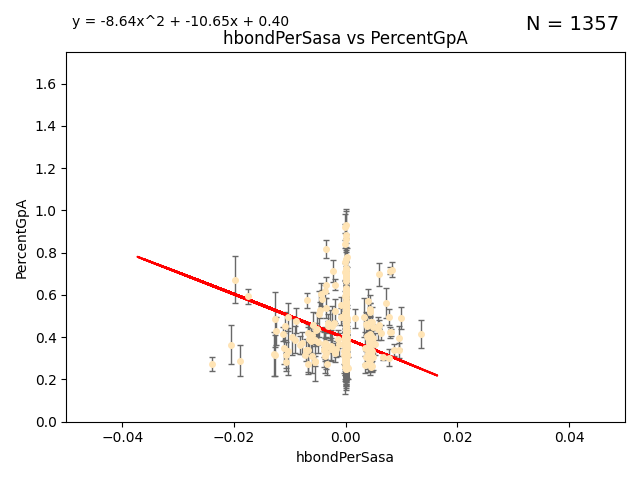 y = -8.64x^2 + -10.65x + 0.40
N = 1357
hbondPerSasa vs PercentGpA
1.6
1.4
1.2
1.0
0.8
0.6
0.4
0.2
0.0
PercentGpA
−0.04 −0.02 0.00 0.02 0.04
hbondPerSasa